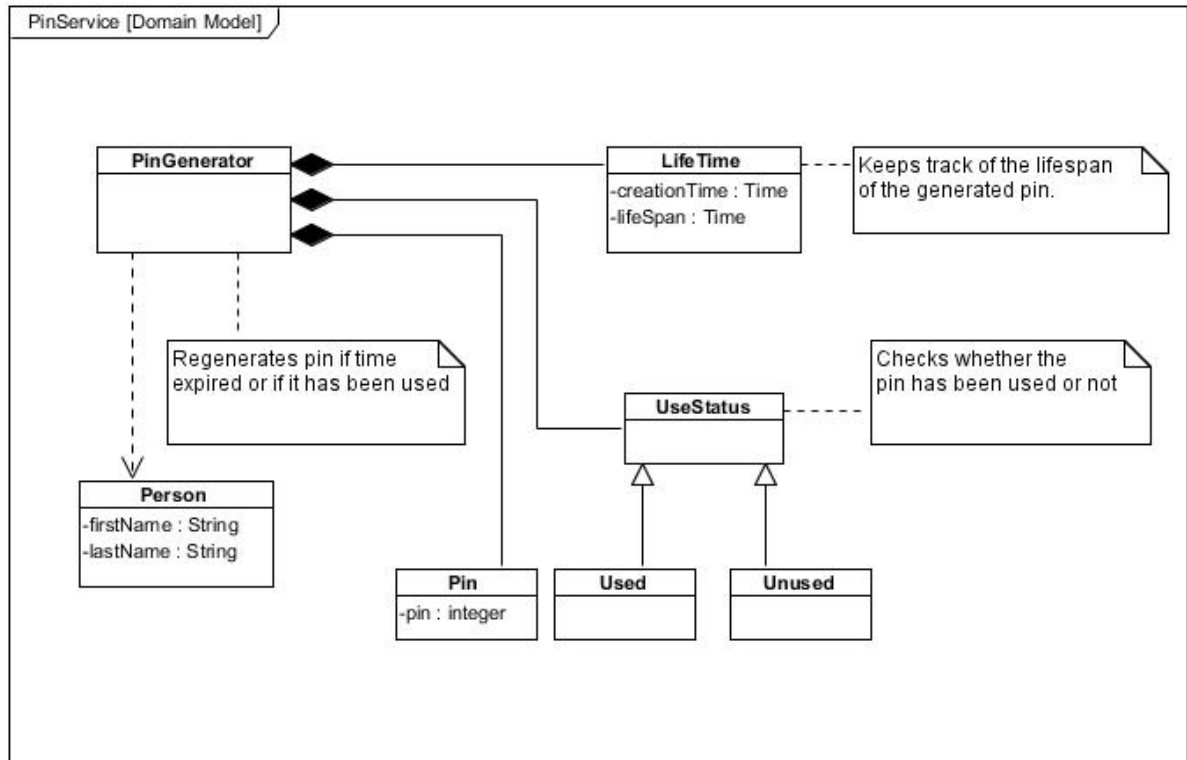 PinService [Domain Model]
PinGenerator
LifeTime
-creationTime : Time
-lifeSpan : Time
Keeps track of the lifespan
of the generated pin.
Regenerates pin if time
expired or if it has been used
Checks whether the
pin has been used or not
UseStatus
Person
-firstName : String
-lastName : String
Pin
-pin : integer
Used
Unused